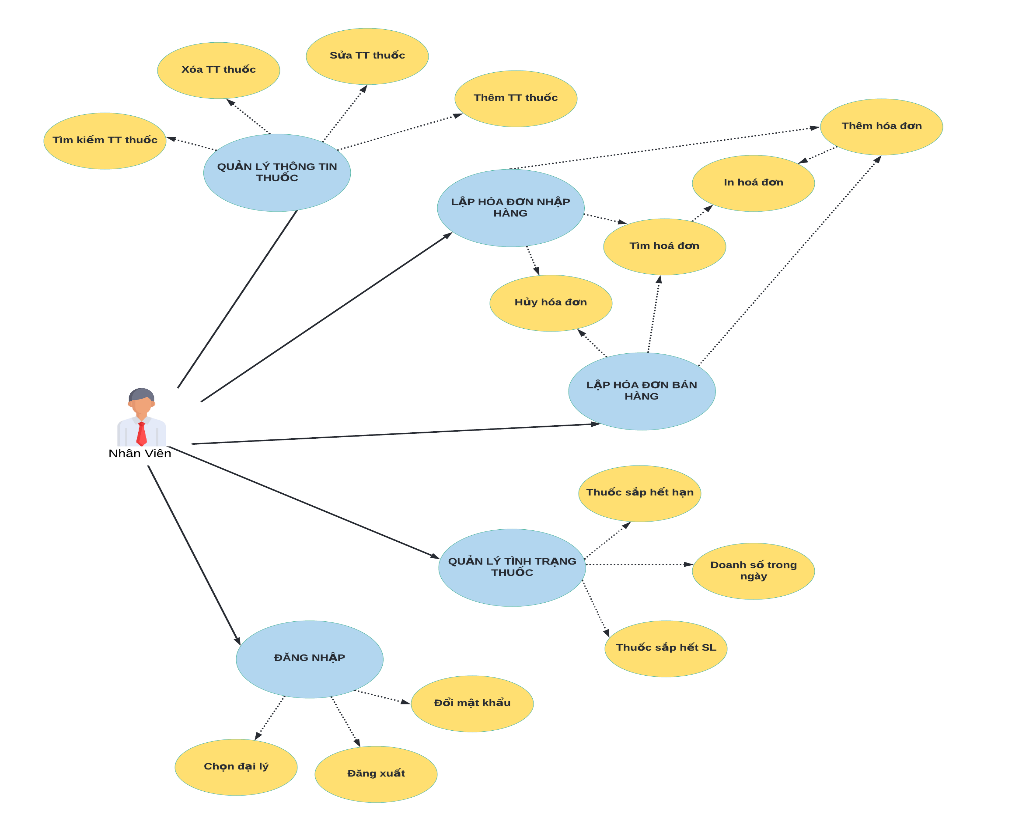 Sửa TT thuốc
Xóa TT thuốc
Thêm TT thuốc
Thêm hóa đơn
Tìm kiếm TT thuốc
QUẢN LÝ THÔNG TIN
THUỐC
In hoá đơn
LẬP HÓA ĐƠN NHẬP
HÀNG
Tìm hoá đơn
Hủy hóa đơn
LẬP HÓA ĐƠN BÁN
HÀNG
Nhân Viên
Thuốc sắp hết hạn
QUẢN LÝ TÌNH TRẠNG
THUỐC
Doanh số trong
ngày
Thuốc sắp hết SL
ĐĂNG NHẬP
Đổi mật khẩu
Chọn đại lý
Đăng xuất